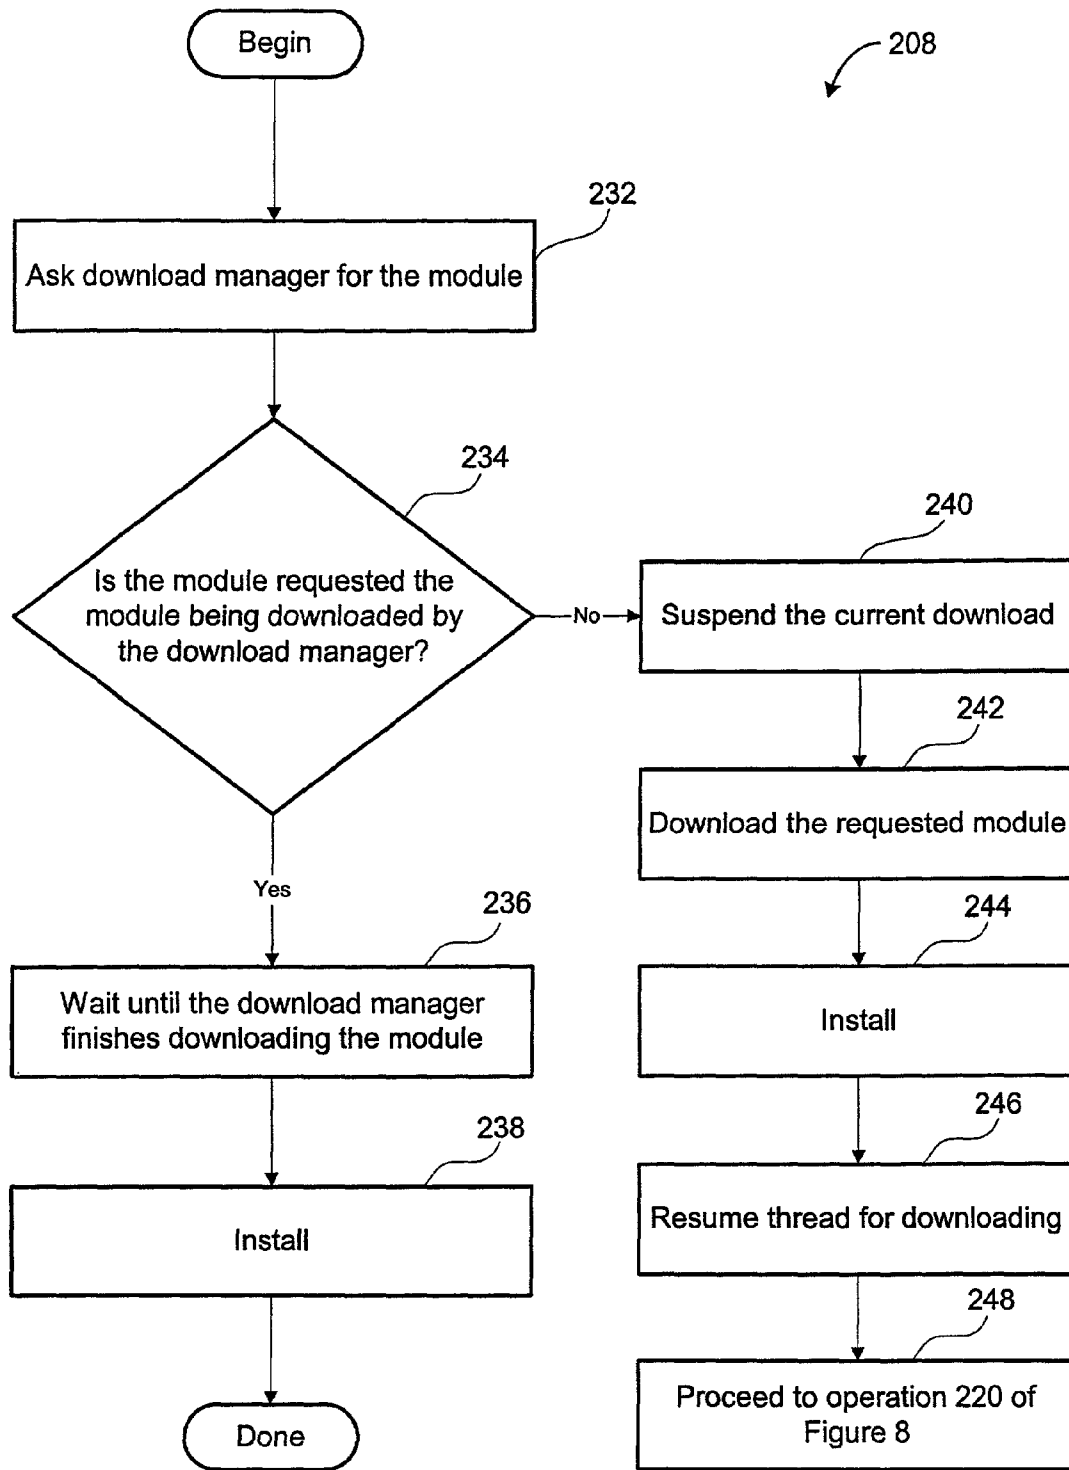 Begin
208
232
Ask download manager for the module
234
Is the module requested the
module being downloaded by
the download manager?
No
Yes
236
Wait until the download manager
finishes downloading the module
238
Install
Done
240
Suspend the current download
242
Download the requested module
244
Install
246
Resume thread for downloading
248
Proceed to operation 220 of
Figure 8